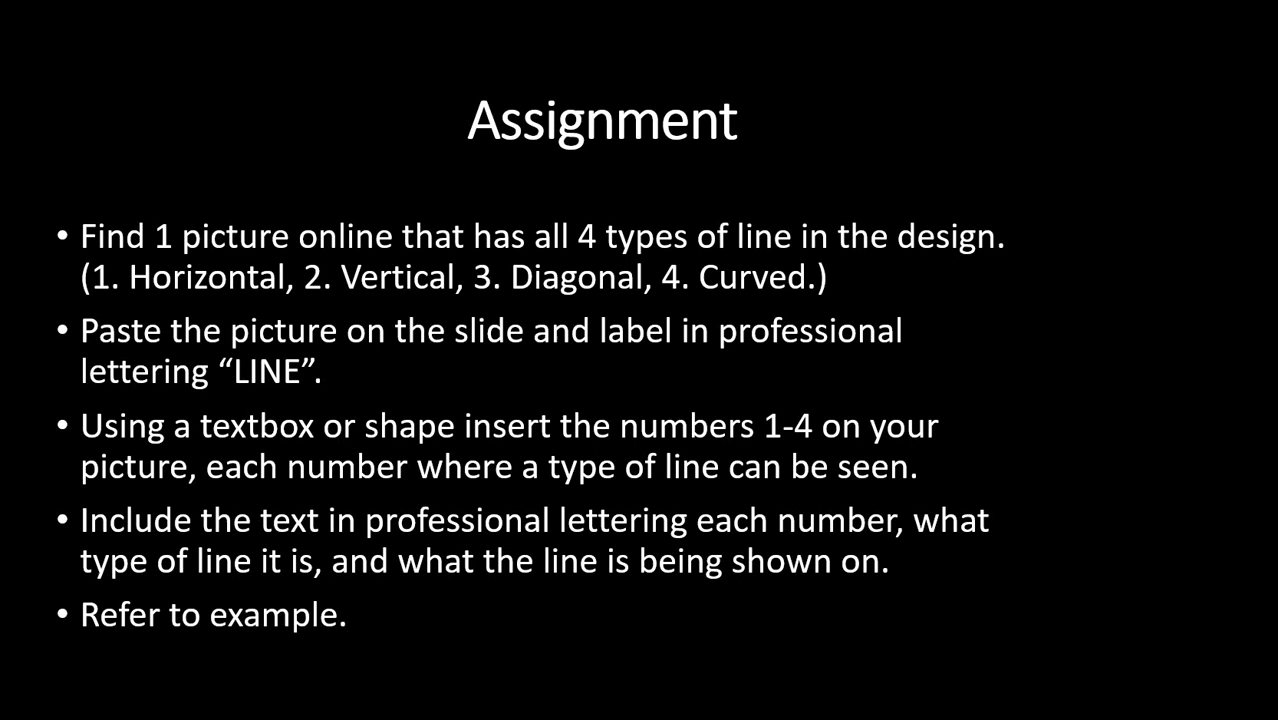 Assignment
• Find 1 picture online that has all 4 types of line in the design.
(1. Horizontal, 2. Vertical, 3. Diagonal, 4. Curved.)
• Paste the picture on the slide and label in professional
lettering “LINE”.
• Using a textbox or shape insert the numbers 1-4 on your
picture, each number where a type of line can be seen.
• Include the text in professional lettering each number, what
type of line it is, and what the line is being shown on.
• Refer to example.